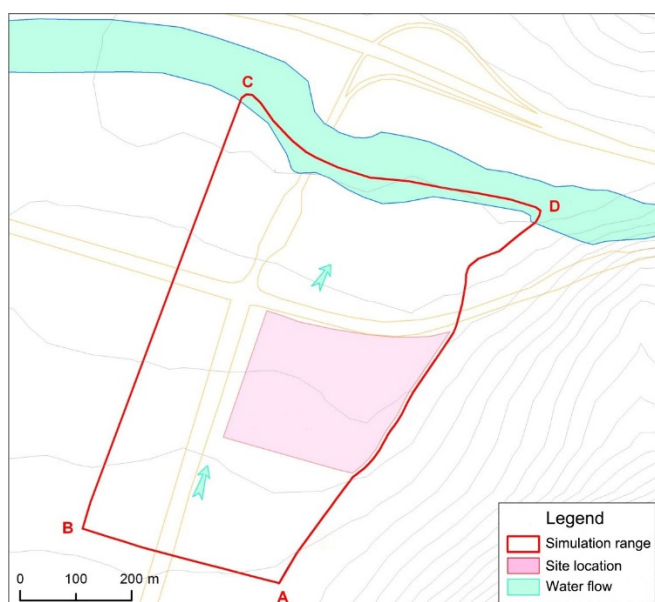 C
D
B
A
0 100 200 m
Legend
Simulation range
Site location
Water flow